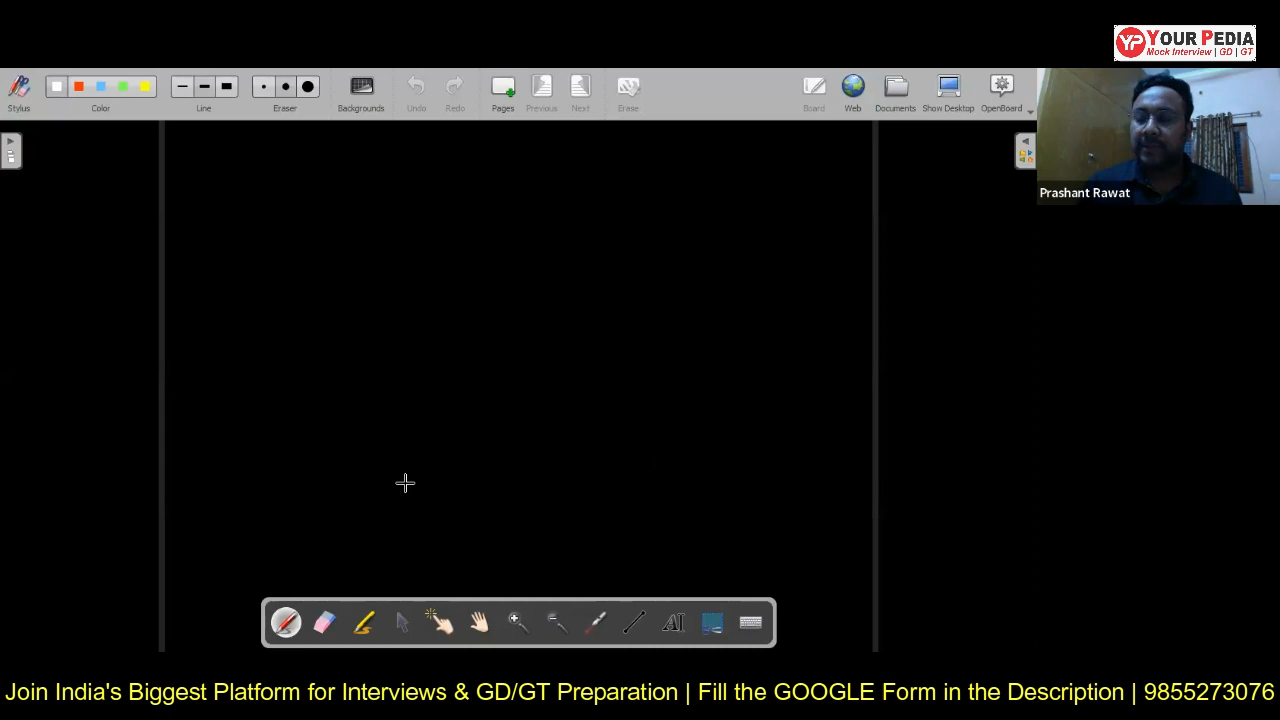 YP YOUR PEDIA
Mock Interview | GD | GT
Stylus
Color
Line
Eraser
Backgrounds
Undo
Redo
Pages
Previous
Next
Erase
Board
Web
Documents
Show Desktop
OpenBoard
Prashant Rawat
AI
Join India's Biggest Platform for Interviews & GD/GT Preparation | Fill the GOOGLE Form in the Description | 9855273076